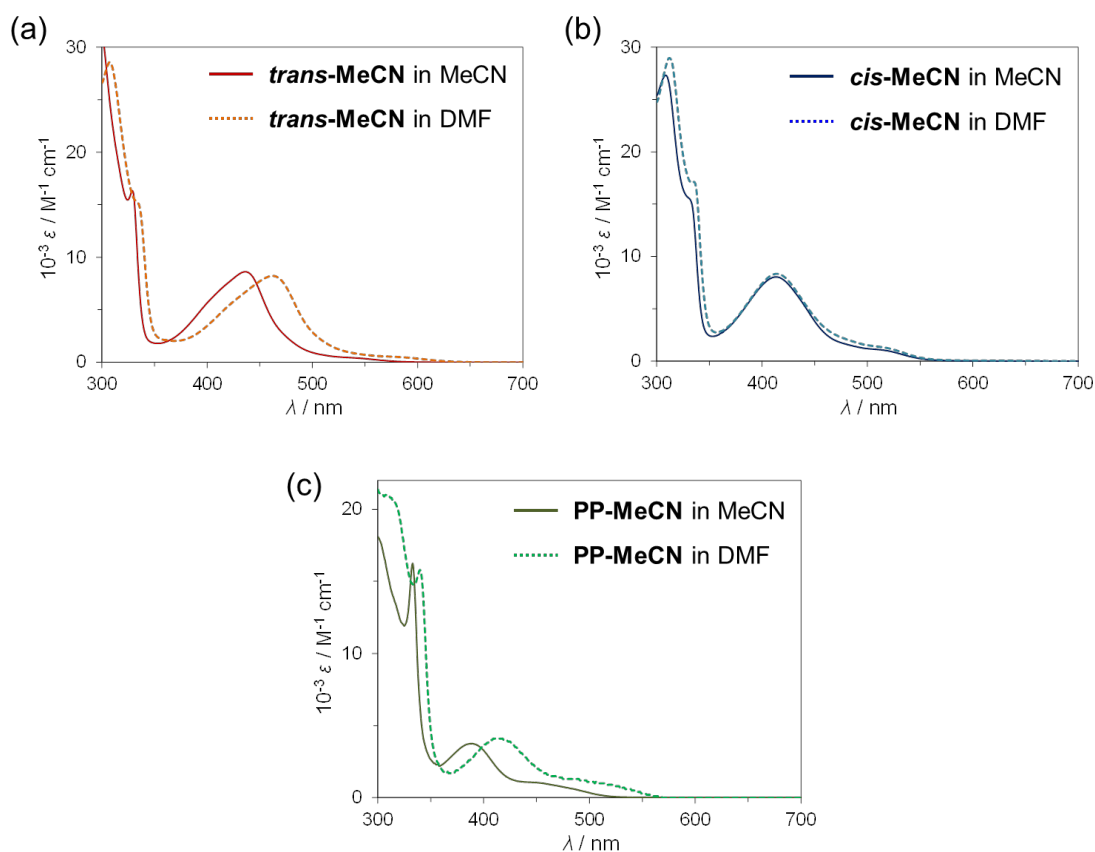 (a)
30
20
10
0
10⁻³ ε / M⁻¹ cm⁻¹
trans-MeCN in MeCN
trans-MeCN in DMF
300 400 500 600 700
λ / nm
(b)
30
20
10
0
10⁻³ ε / M⁻¹ cm⁻¹
cis-MeCN in MeCN
cis-MeCN in DMF
300 400 500 600 700
λ / nm
(c)
20
10
0
10⁻³ ε / M⁻¹ cm⁻¹
PP-MeCN in MeCN
PP-MeCN in DMF
300 400 500 600 700
λ / nm